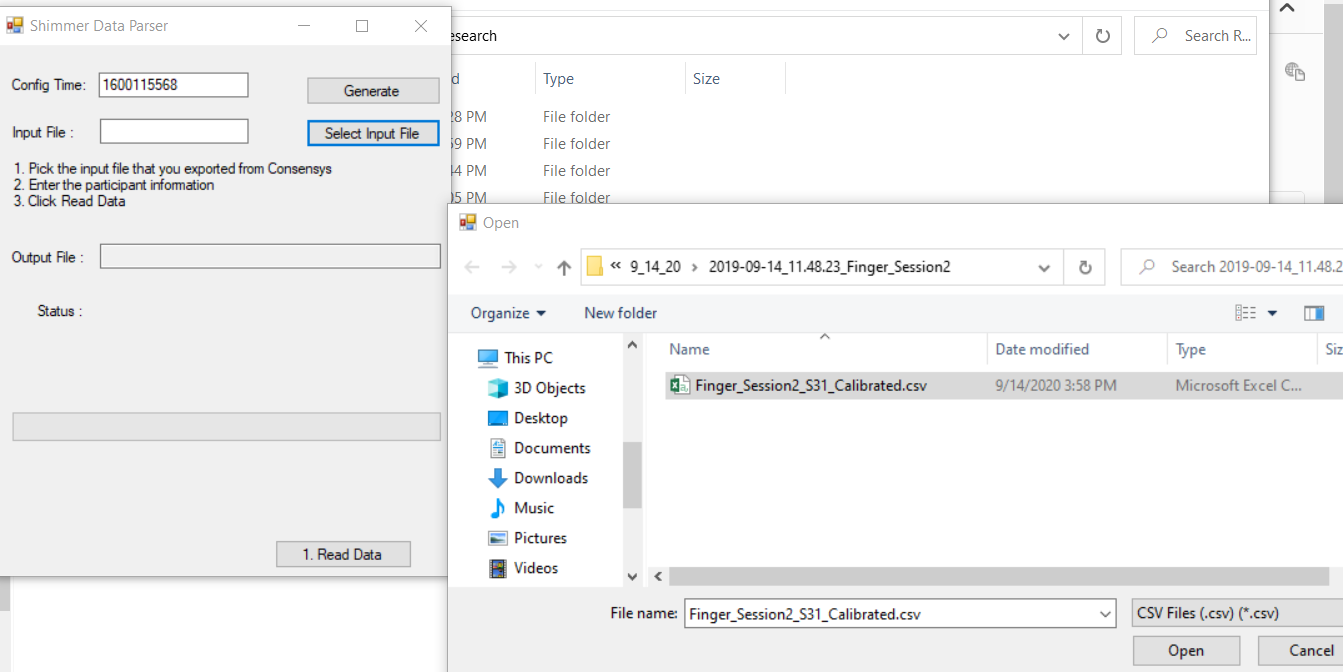 Shimmer Data Parser
Config Time: 1600115568 Generate
Input File : Select Input File
1. Pick the input file that you exported from Consensys
2. Enter the participant information
3. Click Read Data
Output File :
Status :
1. Read Data
esearch
Search R...
d Type Size
28 PM File folder
59 PM File folder
44 PM File folder
05 PM File folder
Open
« 9_14_20 › 2019-09-14_11.48.23_Finger_Session2
Search 2019-09-14_11.48.2
Organize New folder
This PC
3D Objects
Desktop
Documents
Downloads
Music
Pictures
Videos
Name Date modified Type Siz
Finger_Session2_S31_Calibrated.csv 9/14/2020 3:58 PM Microsoft Excel C...
File name: Finger_Session2_S31_Calibrated.csv CSV Files (.csv) (*.csv)
Open Cancel